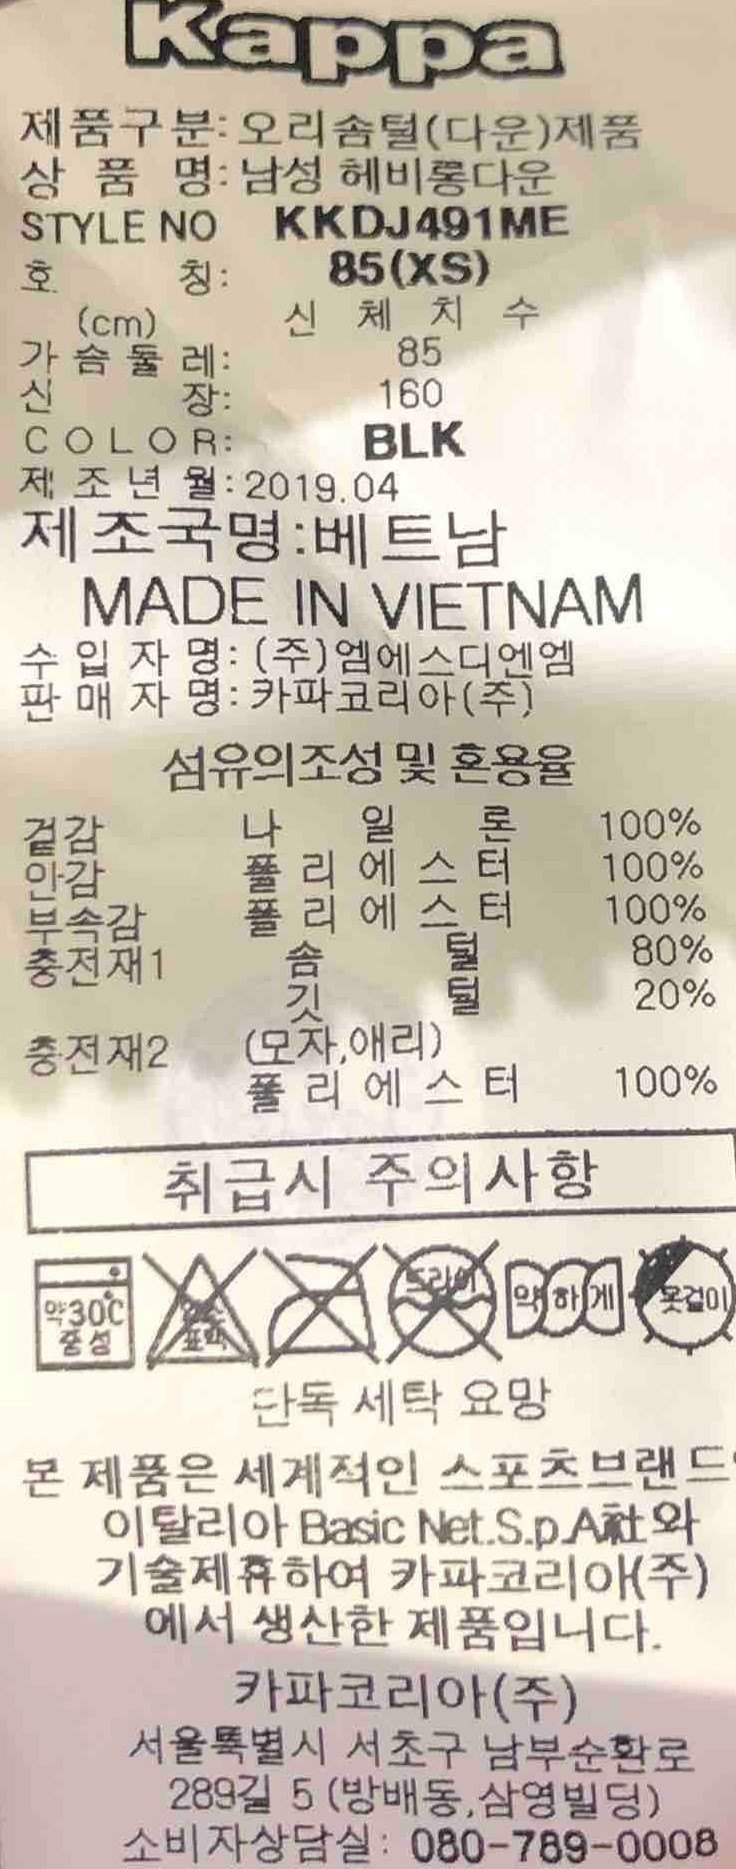 Kappa
제품구분: 오리솜털(다운)제품
상 품 명: 남성 헤비롱다운
STYLE NO KKDJ491ME
호 칭: 85(XS)
(cm) 신 체 치 수
가 슴 둘 레: 85
신 장: 160
C O L O R: BLK
제 조 년 월: 2019.04
제조국명:베트남
MADE IN VIETNAM
수 입 자 명: (주)엠에스디엔엠
판 매 자 명: 카파코리아(주)
섬유의조성 및 혼용율
겉감 나 일 론 100%
안감 폴 리 에 스 터 100%
부속감 폴 리 에 스 터 100%
충전재1 솜 털 80%
깃 털 20%
충전재2 (모자,애리)
폴 리 에 스 터 100%
취급시 주의사항
약30℃ 중성 염소 표백 드라이 약하게 옷걸이
단독 세탁 요망
본 제품은 세계적인 스포츠브랜드
이탈리아 Basic Net.S.p.A社와
기술제휴하여 카파코리아(주)
에서 생산한 제품입니다.
카파코리아(주)
서울특별시 서초구 남부순환로
289길 5 (방배동,삼영빌딩)
소비자상담실: 080-789-0008